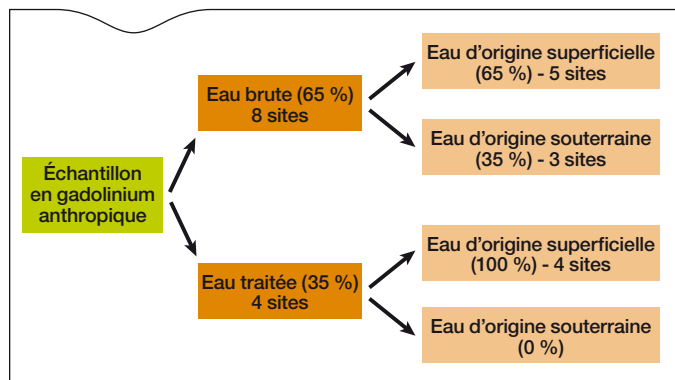 Échantillon
en gadolinium
anthropique
Eau brute (65 %)
8 sites
Eau d'origine superficielle
(65 %) - 5 sites
Eau d'origine souterraine
(35 %) - 3 sites
Eau traitée (35 %)
4 sites
Eau d'origine superficielle
(100 %) - 4 sites
Eau d'origine souterraine
(0 %)